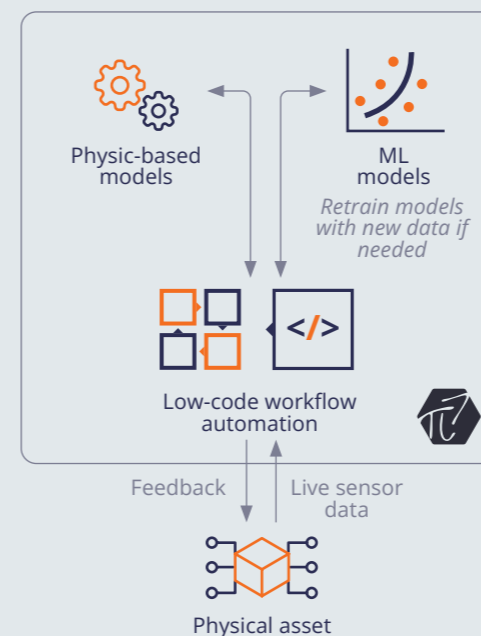 Physic-based
models
ML
models
Retrain models
with new data if
needed
</>
Low-code workflow
automation
Feedback
Live sensor
data
Physical asset